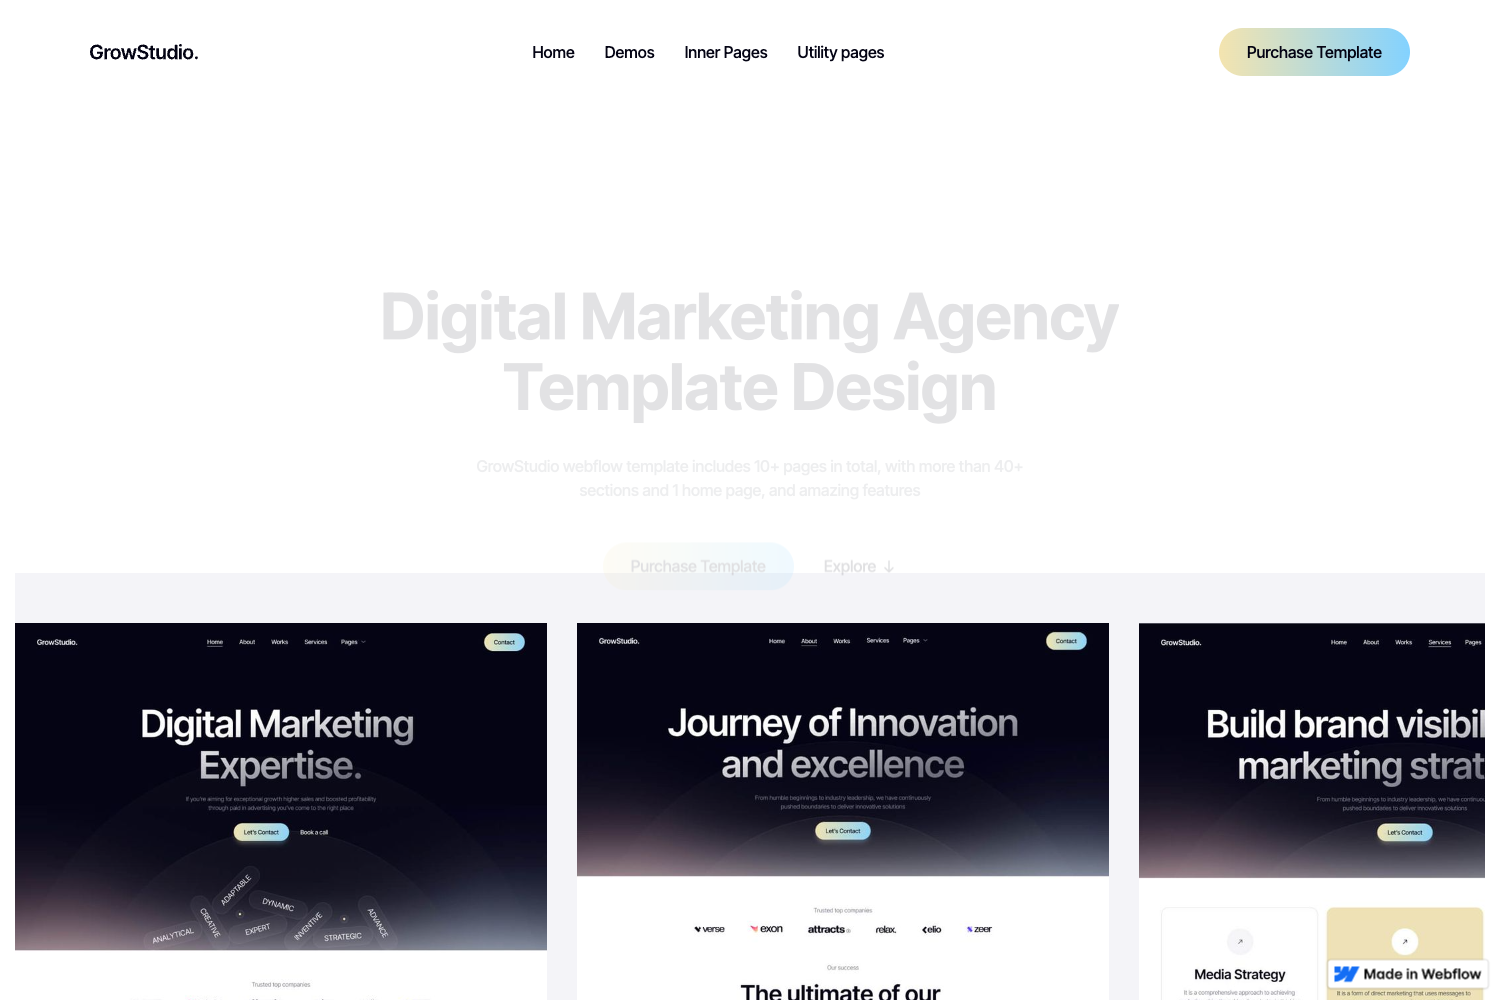 GrowStudio.
Home Demos Inner Pages Utility pages
Purchase Template
Digital Marketing Agency
Template Design
GrowStudio webflow template includes 10+ pages in total, with more than 40+
sections and 1 home page, and amazing features
Purchase Template Explore ↓
GrowStudio.
Home About Works Services Pages
Contact
Digital Marketing
Expertise.
If you're aiming for exceptional growth higher sales and boosted profitability
through paid in advertising you've come to the right place
Let's Contact Book a call
ADAPTABLE
CREATIVE
DYNAMIC
ADVANCE
ANALYTICAL
EXPERT
INVENTIVE
STRATEGIC
Trusted top companies
GrowStudio.
Home About Works Services Pages
Contact
Journey of Innovation
and excellence
From humble beginnings to industry leadership, we have continuously
pushed boundaries to deliver innovative solutions
Let's Contact
Trusted top companies
verse exon attracts relax. elio zeer
Our success
The ultimate of our
GrowStudio.
Home About Works Services Pages
Build brand visibil
marketing strat
From humble beginnings to industry leadership, we have continuou
pushed boundaries to deliver innovative solutions
Let's Contact
Media Strategy
It is a comprehensive approach to achieving
Made in Webflow
It is a form of direct marketing that uses messages to